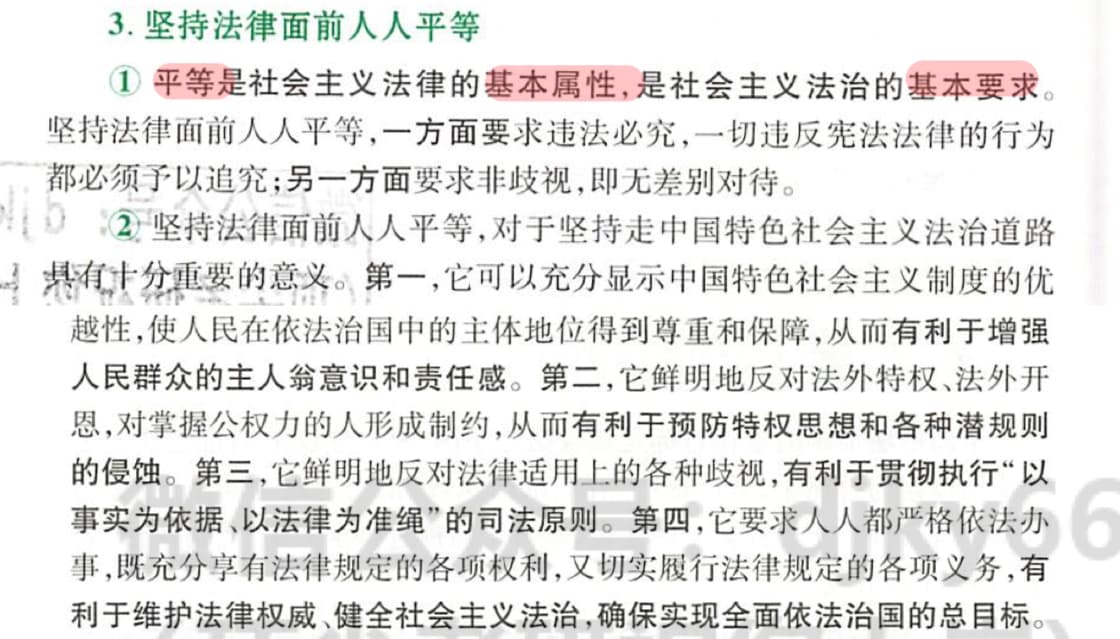 3. 坚持法律面前人人平等
① 平等是社会主义法律的基本属性,是社会主义法治的基本要求。
坚持法律面前人人平等,一方面要求违法必究,一切违反宪法法律的行为
都必须予以追究;另一方面要求非歧视,即无差别对待。
② 坚持法律面前人人平等,对于坚持走中国特色社会主义法治道路
具有十分重要的意义。第一,它可以充分显示中国特色社会主义制度的优
越性,使人民在依法治国中的主体地位得到尊重和保障,从而有利于增强
人民群众的主人翁意识和责任感。第二,它鲜明地反对法外特权、法外开
恩,对掌握公权力的人形成制约,从而有利于预防特权思想和各种潜规则
的侵蚀。第三,它鲜明地反对法律适用上的各种歧视,有利于贯彻执行“以
事实为依据、以法律为准绳”的司法原则。第四,它要求人人都严格依法办
事,既充分享有法律规定的各项权利,又切实履行法律规定的各项义务,有
利于维护法律权威、健全社会主义法治,确保实现全面依法治国的总目标。
微信公众号: djky66